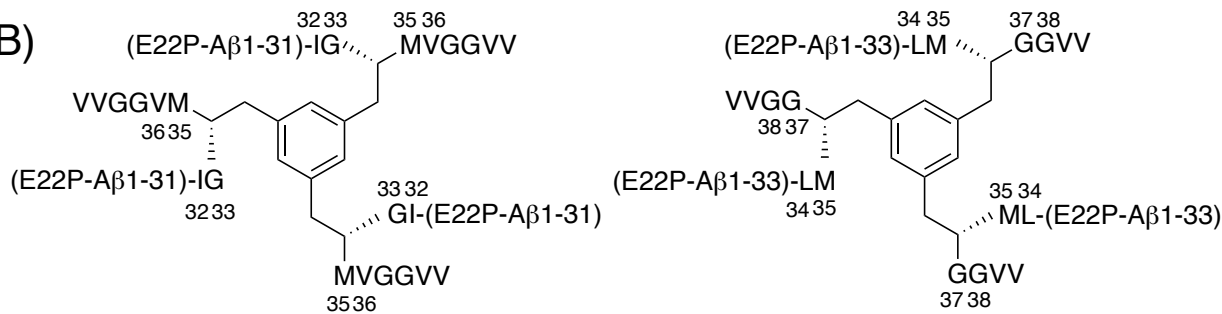 B)
32 33 35 36
(E22P-Aβ1-31)-IG MVGGVV
VVGGVM
36 35
(E22P-Aβ1-31)-IG
32 33
33 32
GI-(E22P-Aβ1-31)
MVGGVV
35 36
34 35 37 38
(E22P-Aβ1-33)-LM GGVV
VVGG
38 37
(E22P-Aβ1-33)-LM
34 35
35 34
ML-(E22P-Aβ1-33)
GGVV
37 38